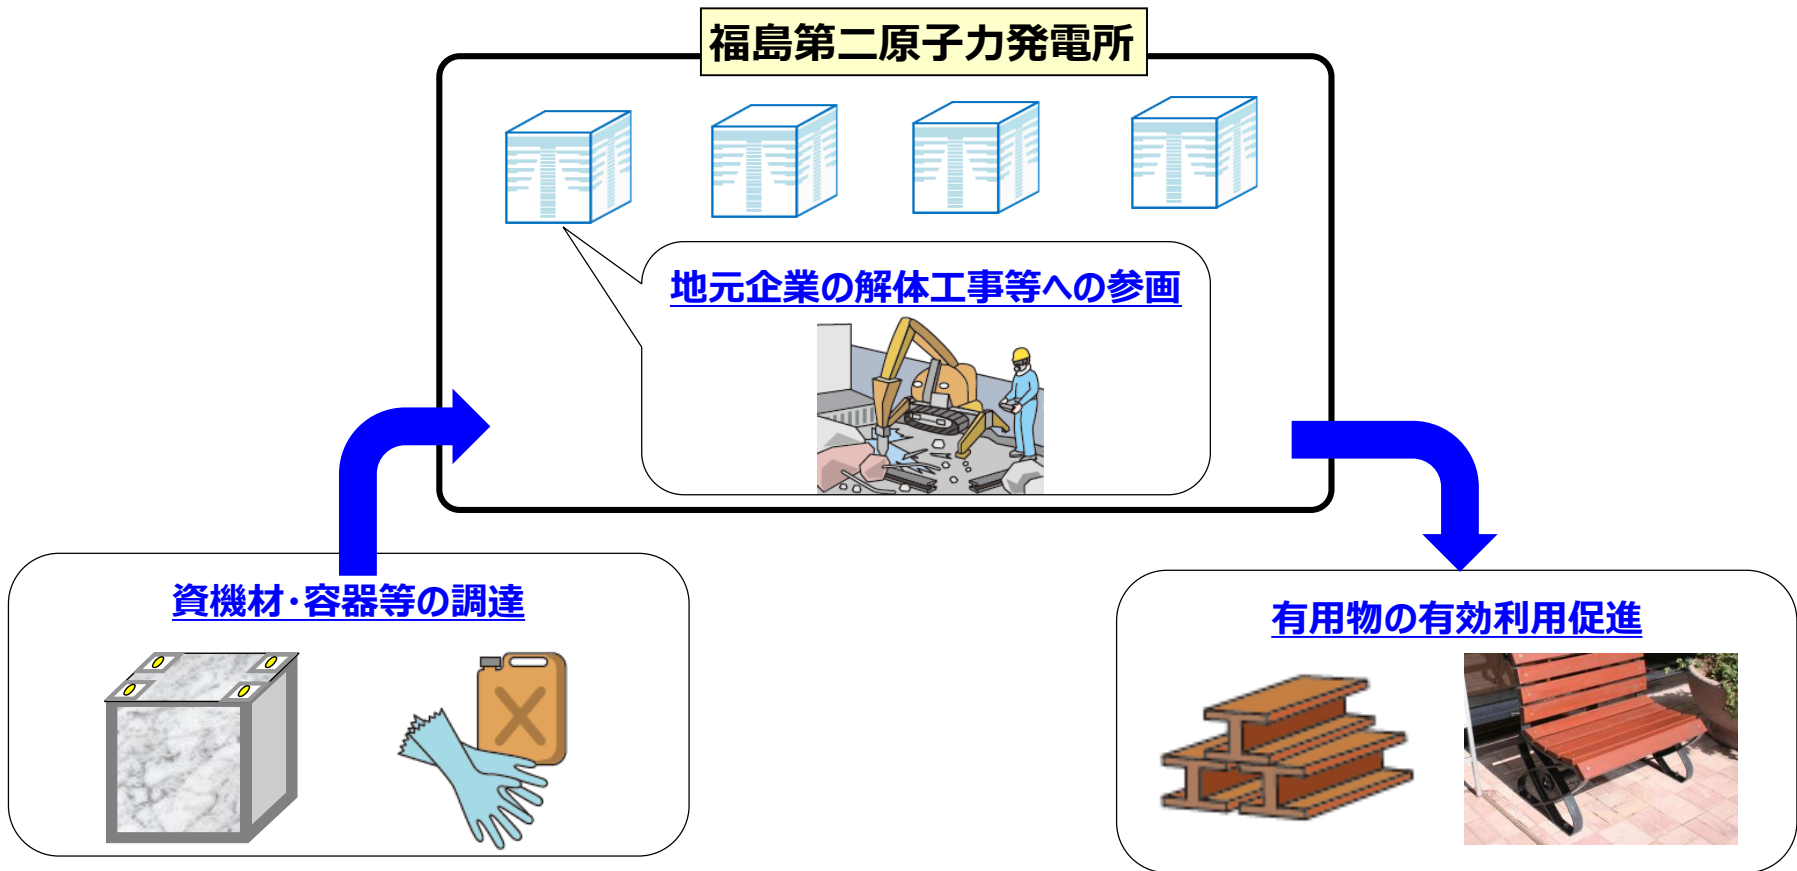 福島第二原子力発電所
地元企業の解体工事等への参画
資機材・容器等の調達
有用物の有効利用促進